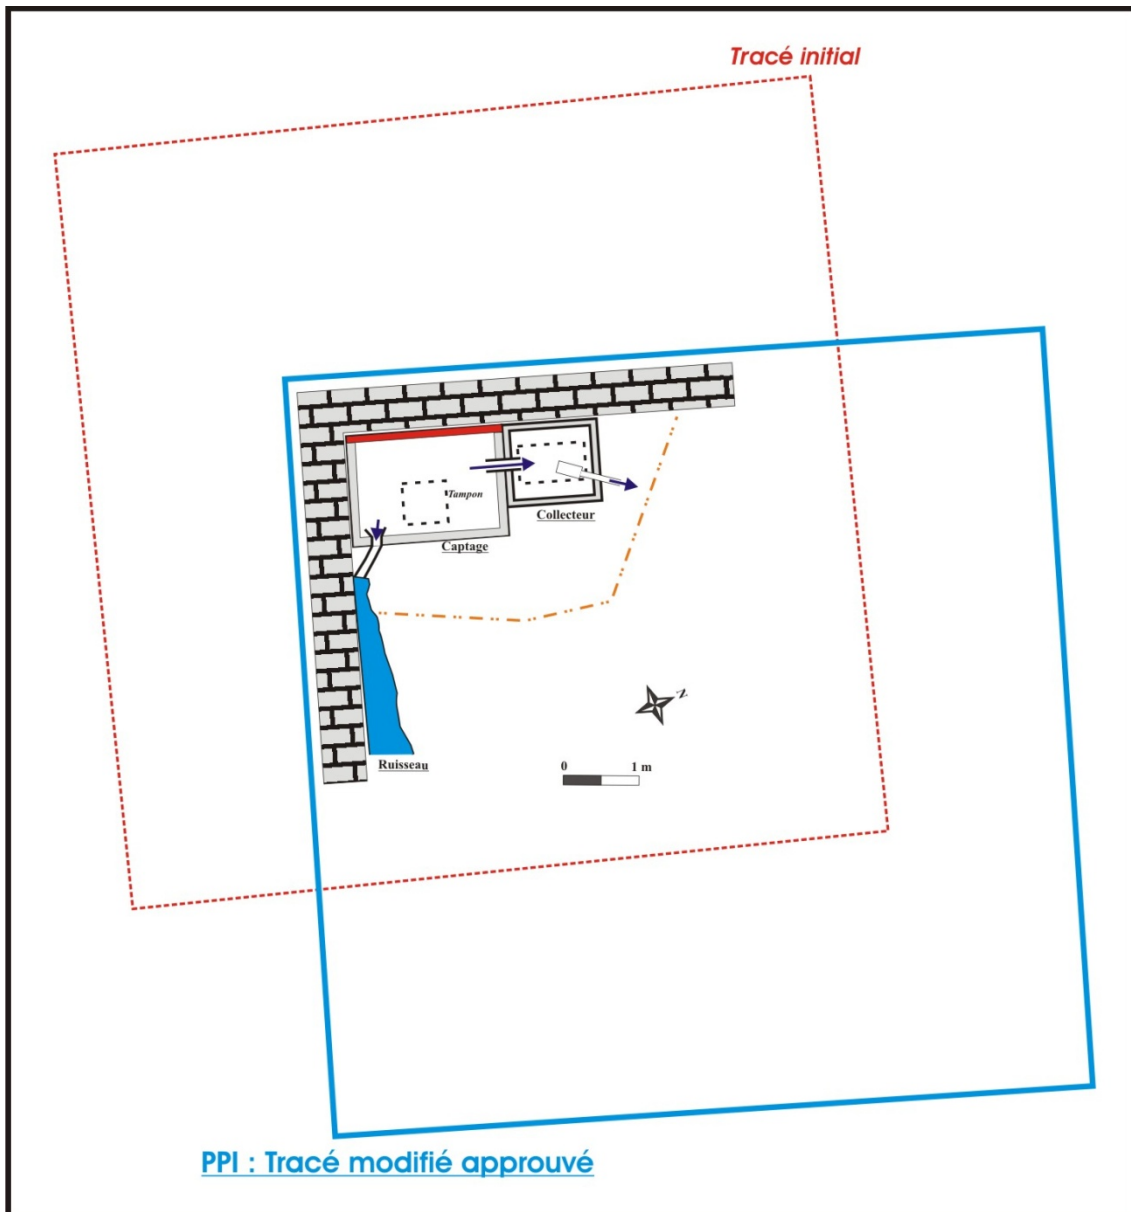 Tracé initial
Tampon
Collecteur
Captage
N
0 1 m
Ruisseau
PPI : Tracé modifié approuvé